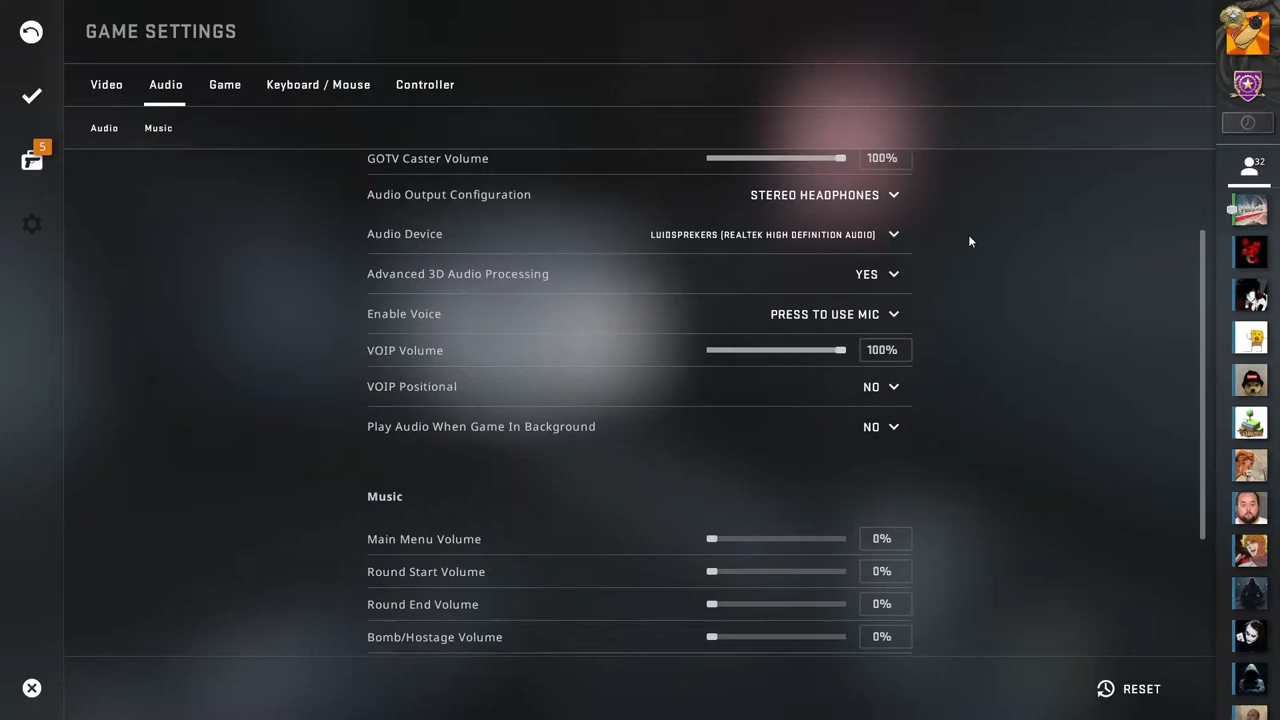 GAME SETTINGS
Video Audio Game Keyboard / Mouse Controller
5
Audio Music
GOTV Caster Volume 100%
32
Audio Output Configuration STEREO HEADPHONES
Audio Device LUIDSPREKERS (REALTEK HIGH DEFINITION AUDIO)
Advanced 3D Audio Processing YES
Enable Voice PRESS TO USE MIC
VOIP Volume 100%
VOIP Positional NO
Play Audio When Game In Background NO
Music
Main Menu Volume 0%
Round Start Volume 0%
Round End Volume 0%
Bomb/Hostage Volume 0%
RESET